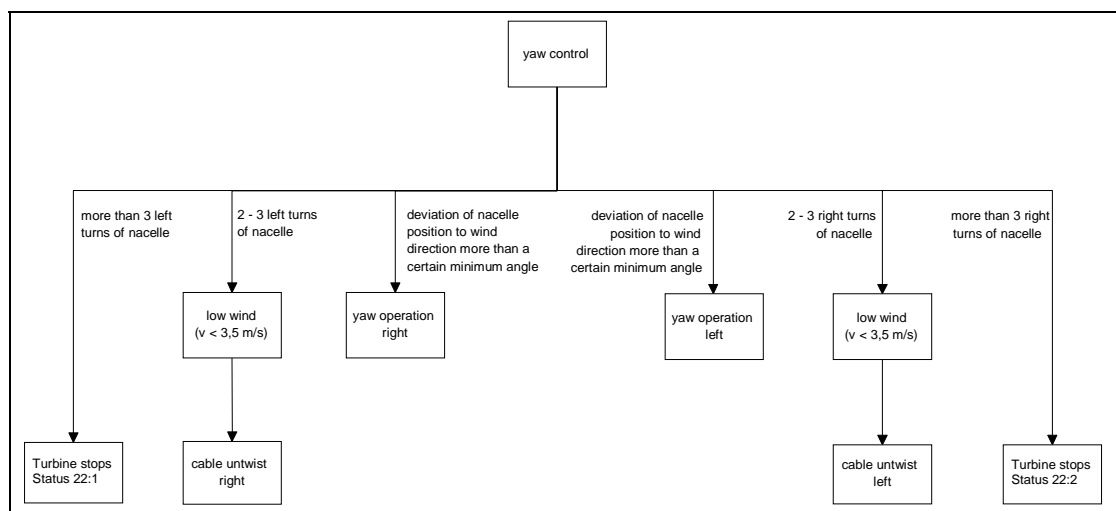 yaw control
more than 3 left
turns of nacelle
2 - 3 left turns
of nacelle
deviation of nacelle
position to wind
direction more than a
certain minimum angle
deviation of nacelle
position to wind
direction more than a
certain minimum angle
2 - 3 right turns
of nacelle
more than 3 right
turns of nacelle
low wind
(v < 3,5 m/s)
yaw operation
right
yaw operation
left
low wind
(v < 3,5 m/s)
Turbine stops
Status 22:1
cable untwist
right
cable untwist
left
Turbine stops
Status 22:2